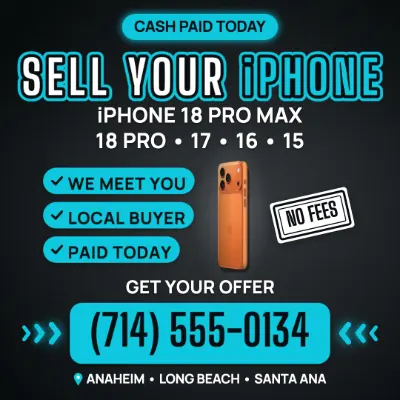 CASH PAID TODAY
SELL YOUR iPHONE
iPHONE 18 PRO MAX
18 PRO • 17 • 16 • 15
WE MEET YOU
LOCAL BUYER
PAID TODAY
NO FEES
GET YOUR OFFER
(714) 555-0134
ANAHEIM • LONG BEACH • SANTA ANA